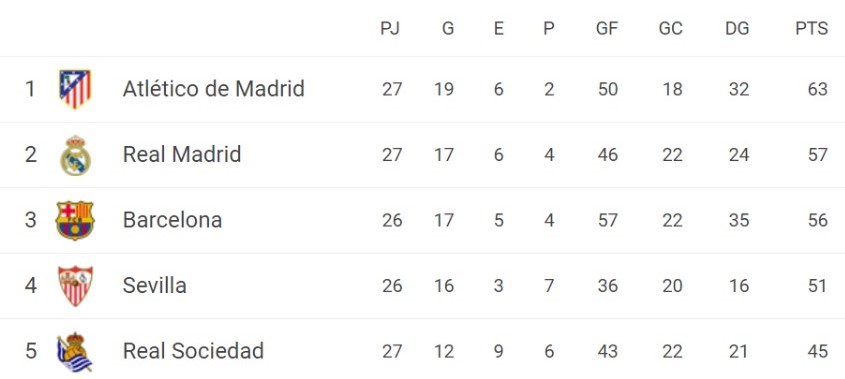 PJ G E P GF GC DG PTS
1 Atlético de Madrid 27 19 6 2 50 18 32 63
2 Real Madrid 27 17 6 4 46 22 24 57
3 Barcelona 26 17 5 4 57 22 35 56
4 Sevilla 26 16 3 7 36 20 16 51
5 Real Sociedad 27 12 9 6 43 22 21 45